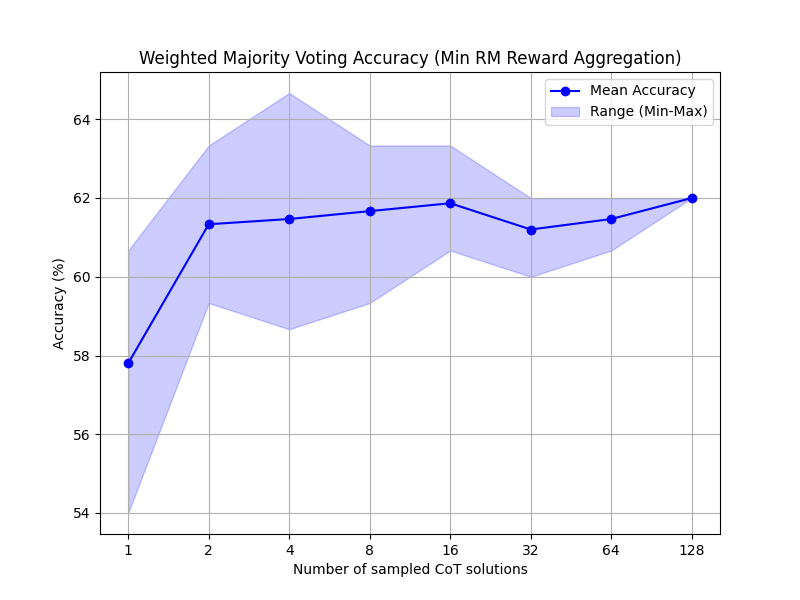 Weighted Majority Voting Accuracy (Min RM Reward Aggregation)
Mean Accuracy
Range (Min-Max)
Accuracy (%)
64
62
60
58
56
54
1 2 4 8 16 32 64 128
Number of sampled CoT solutions